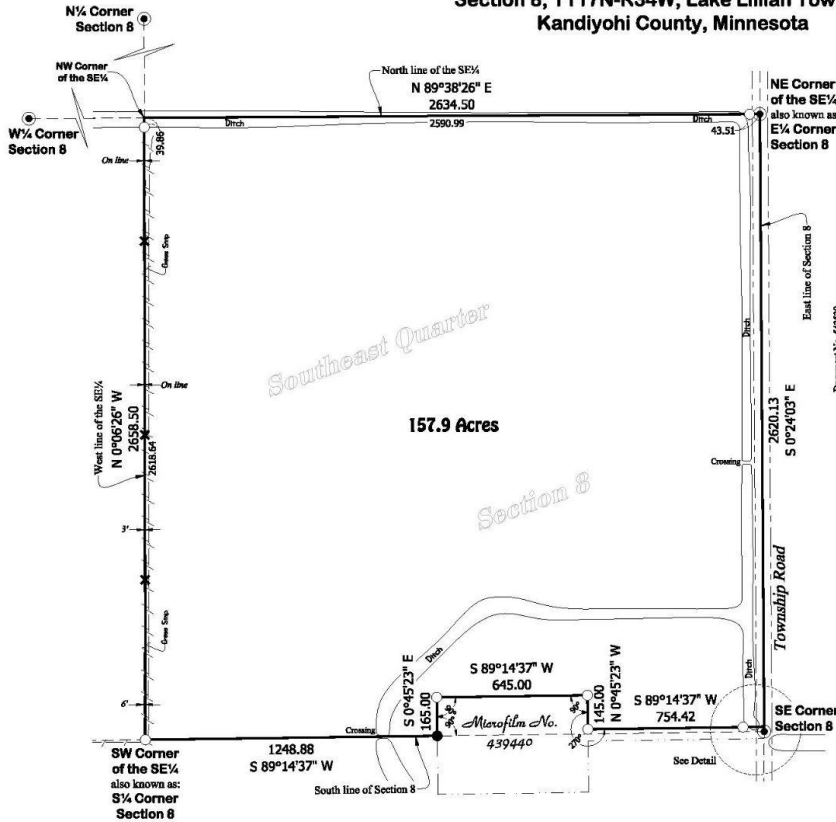 Section 8, T117N-R34W, Lake Lillian Tow
Kandiyohi County, Minnesota
N¼ Corner
Section 8
NW Corner
of the SE¼
W¼ Corner
Section 8
North line of the SE¼
N 89°38'26" E
2634.50
Ditch
2590.99
Ditch
43.51
NE Corner
of the SE¼
also known as
E¼ Corner
Section 8
39.86
On line
Grass Strip
East line of Section 8
Southeast Quarter
Ditch
On line
157.9 Acres
West line of the SE¼
N 0°06'26" W
2658.50
2618.64
2620.13
S 0°24'03" E
Crossing
Section 8
3'
Township Road
Grass Strip
Ditch
Ditch
S 0°45'23" E
165.00
S 89°14'37" W
645.00
145.00
N 0°45'23" W
S 89°14'37" W
754.42
90°
90°
6'
Microfilm No.
439440
270°
SE Corner
Section 8
Crossing
SW Corner
of the SE¼
also known as:
S¼ Corner
Section 8
1248.88
S 89°14'37" W
South line of Section 8
See Detail